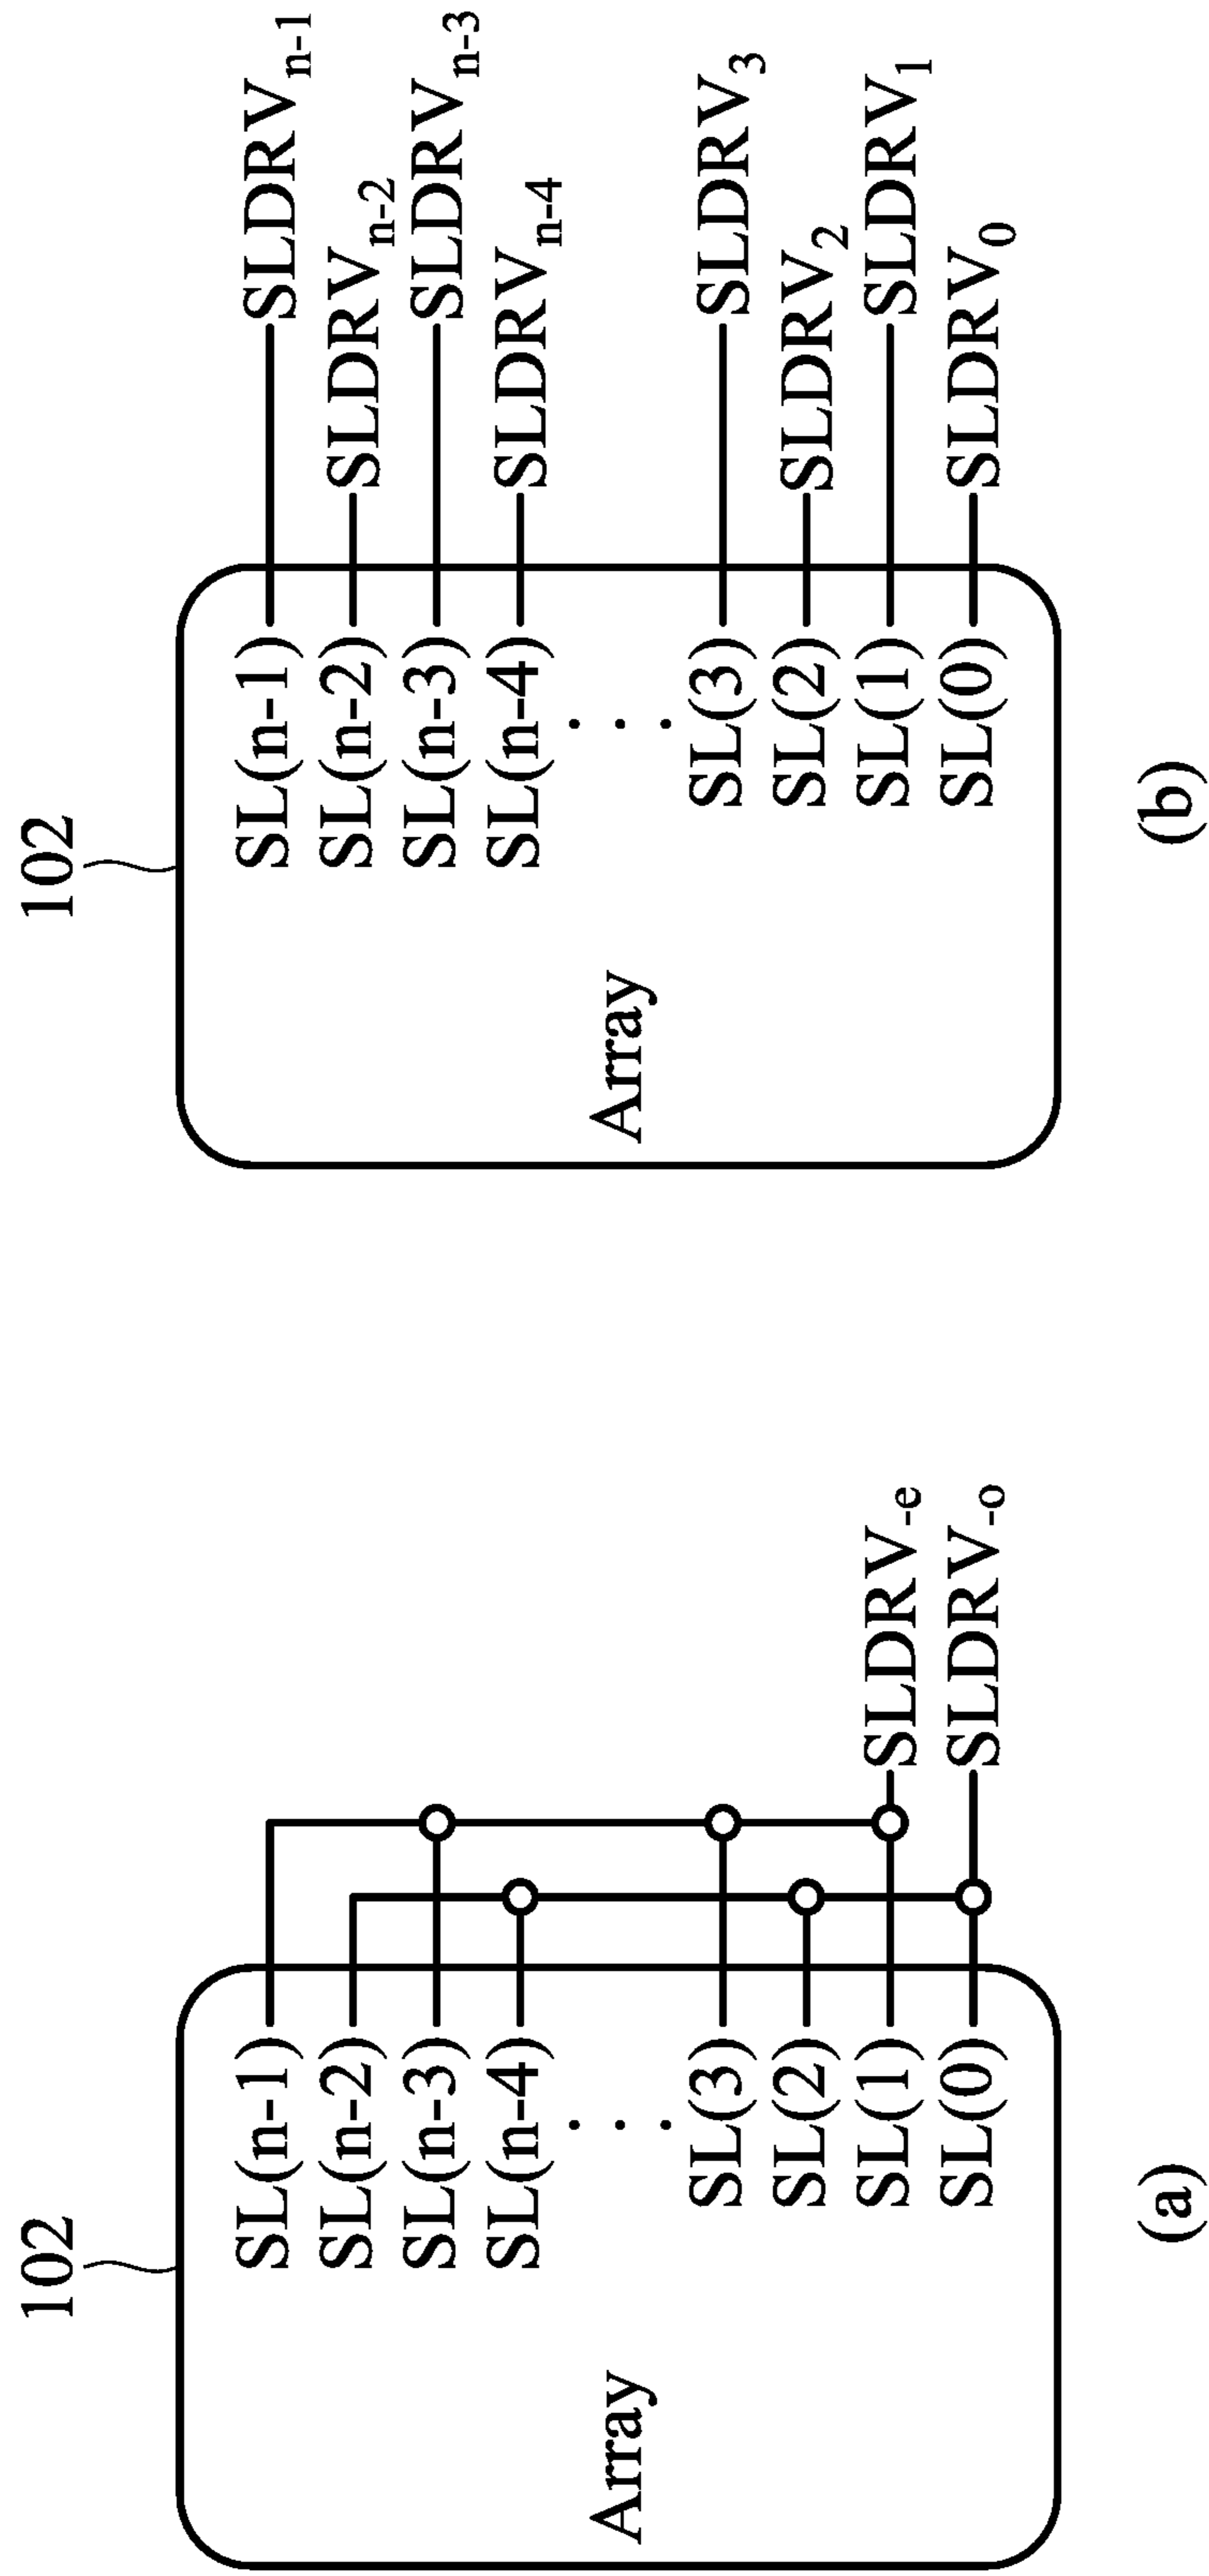 102
Array
SL(n-1)
SL(n-2)
SL(n-3)
SL(n-4)
. . .
SL(3)
SL(2)
SL(1)
SL(0)
SLDRV-e
SLDRV-o
(a)
102
Array
SL(n-1) SLDRVn-1
SL(n-2) SLDRVn-2
SL(n-3) SLDRVn-3
SL(n-4) SLDRVn-4
. . .
SL(3) SLDRV3
SL(2) SLDRV2
SL(1) SLDRV1
SL(0) SLDRV0
(b)